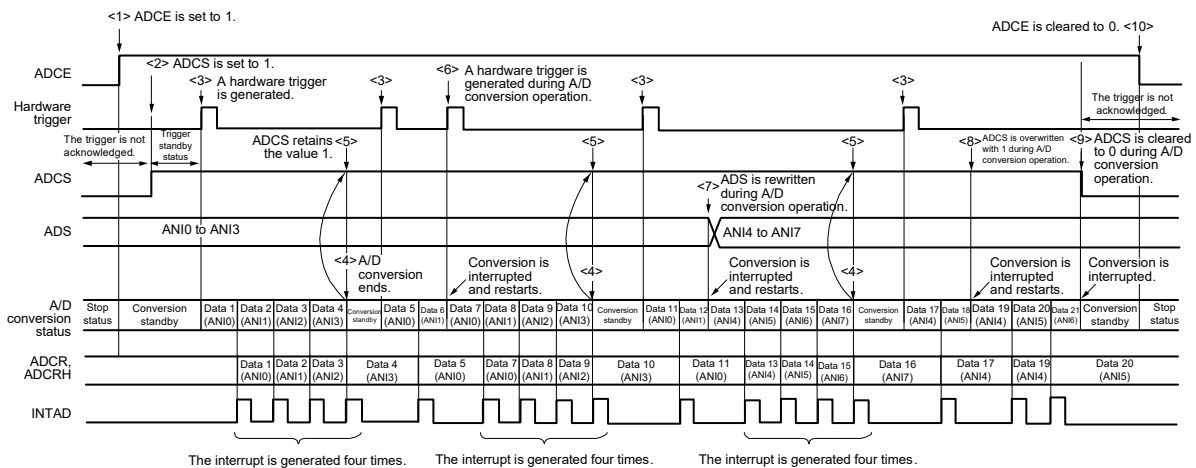 <1> ADCE is set to 1.
ADCE is cleared to 0. <10>
ADCE
<2> ADCS is set to 1.
<3> A hardware trigger
is generated.
<3>
<6> A hardware trigger is
generated during A/D
conversion operation.
<3>
<3>
The trigger is not
acknowledged.
Hardware
trigger
The trigger is not
acknowledged.
Trigger
standby
status
ADCS retains
the value 1.
<5>
<5>
<5>
<8> ADCS is overwritten
with 1 during A/D
conversion operation.
<9> ADCS is cleared
to 0 during A/D
conversion
operation.
ADCS
<7> ADS is rewritten
during A/D
conversion operation.
ADS
ANI0 to ANI3
ANI4 to ANI7
<4> A/D
conversion
ends.
Conversion is
interrupted
and restarts.
<4>
Conversion is
interrupted
and restarts.
<4>
Conversion is
interrupted
and restarts.
Conversion is
interrupted.
A/D
conversion
status
Stop
status
Conversion
standby
Data 1
(ANI0)
Data 2
(ANI1)
Data 3
(ANI2)
Data 4
(ANI3)
Conversion
standby
Data 5
(ANI0)
Data 6
(ANI1)
Data 7
(ANI0)
Data 8
(ANI1)
Data 9
(ANI2)
Data 10
(ANI3)
Conversion
standby
Data 11
(ANI0)
Data 12
(ANI1)
Data 13
(ANI4)
Data 14
(ANI5)
Data 15
(ANI6)
Data 16
(ANI7)
Conversion
standby
Data 17
(ANI4)
Data 18
(ANI5)
Data 19
(ANI4)
Data 20
(ANI5)
Data 21
(ANI6)
Conversion
standby
Stop
status
ADCR,
ADCRH
Data 1
(ANI0)
Data 2
(ANI1)
Data 3
(ANI2)
Data 4
(ANI3)
Data 5
(ANI0)
Data 7
(ANI0)
Data 8
(ANI1)
Data 9
(ANI2)
Data 10
(ANI3)
Data 11
(ANI0)
Data 13
(ANI4)
Data 14
(ANI5)
Data 15
(ANI6)
Data 16
(ANI7)
Data 17
(ANI4)
Data 19
(ANI4)
Data 20
(ANI5)
INTAD
The interrupt is generated four times.
The interrupt is generated four times.
The interrupt is generated four times.